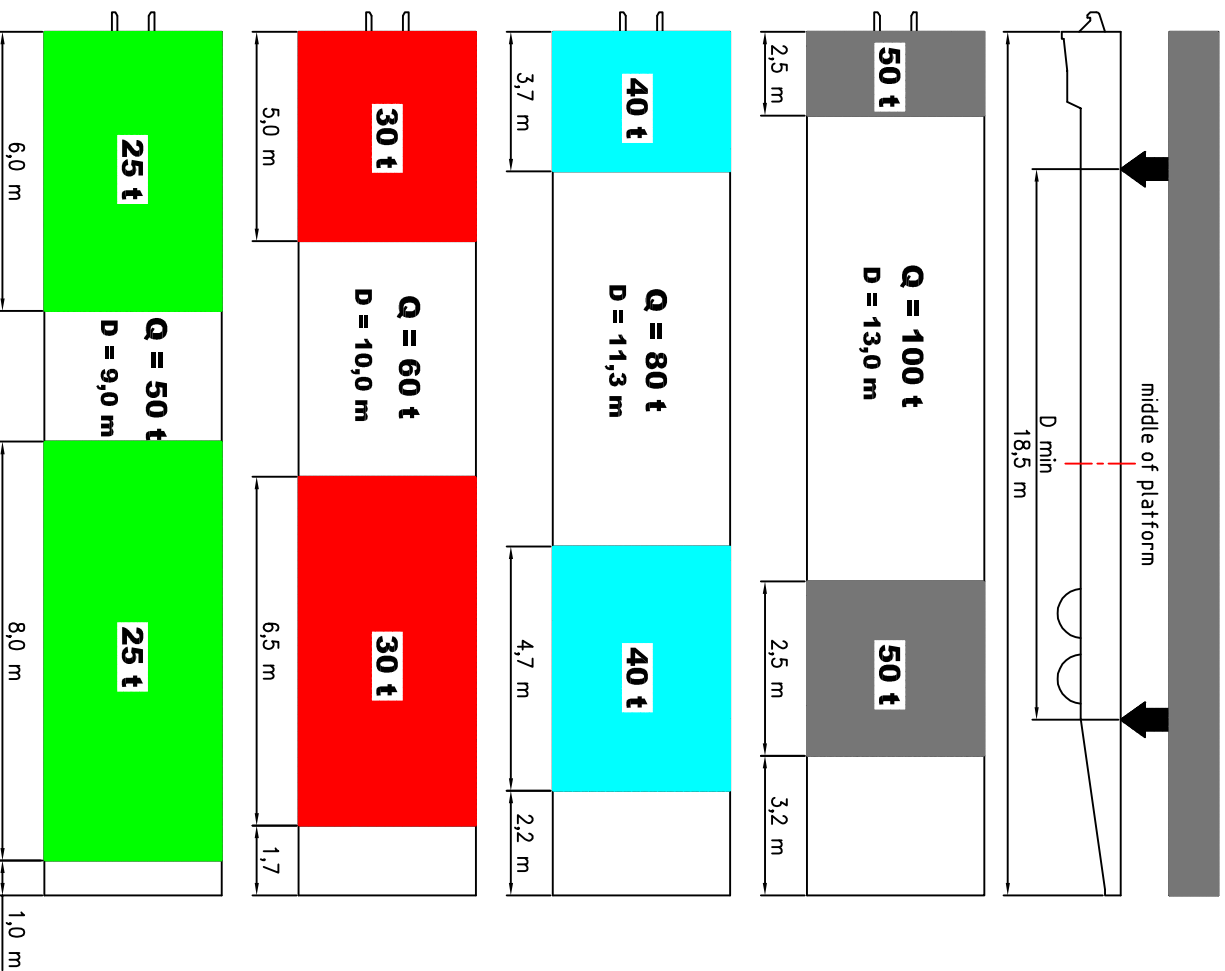 middle of platform
D min
18,5 m
50 t
Q = 100 t
D = 13,0 m
50 t
2,5 m
2,5 m
3,2 m
40 t
Q = 80 t
D = 11,3 m
40 t
3,7 m
4,7 m
2,2 m
30 t
Q = 60 t
D = 10,0 m
30 t
5,0 m
6,5 m
1,7
25 t
Q = 50 t
D = 9,0 m
25 t
6,0 m
8,0 m
1,0 m